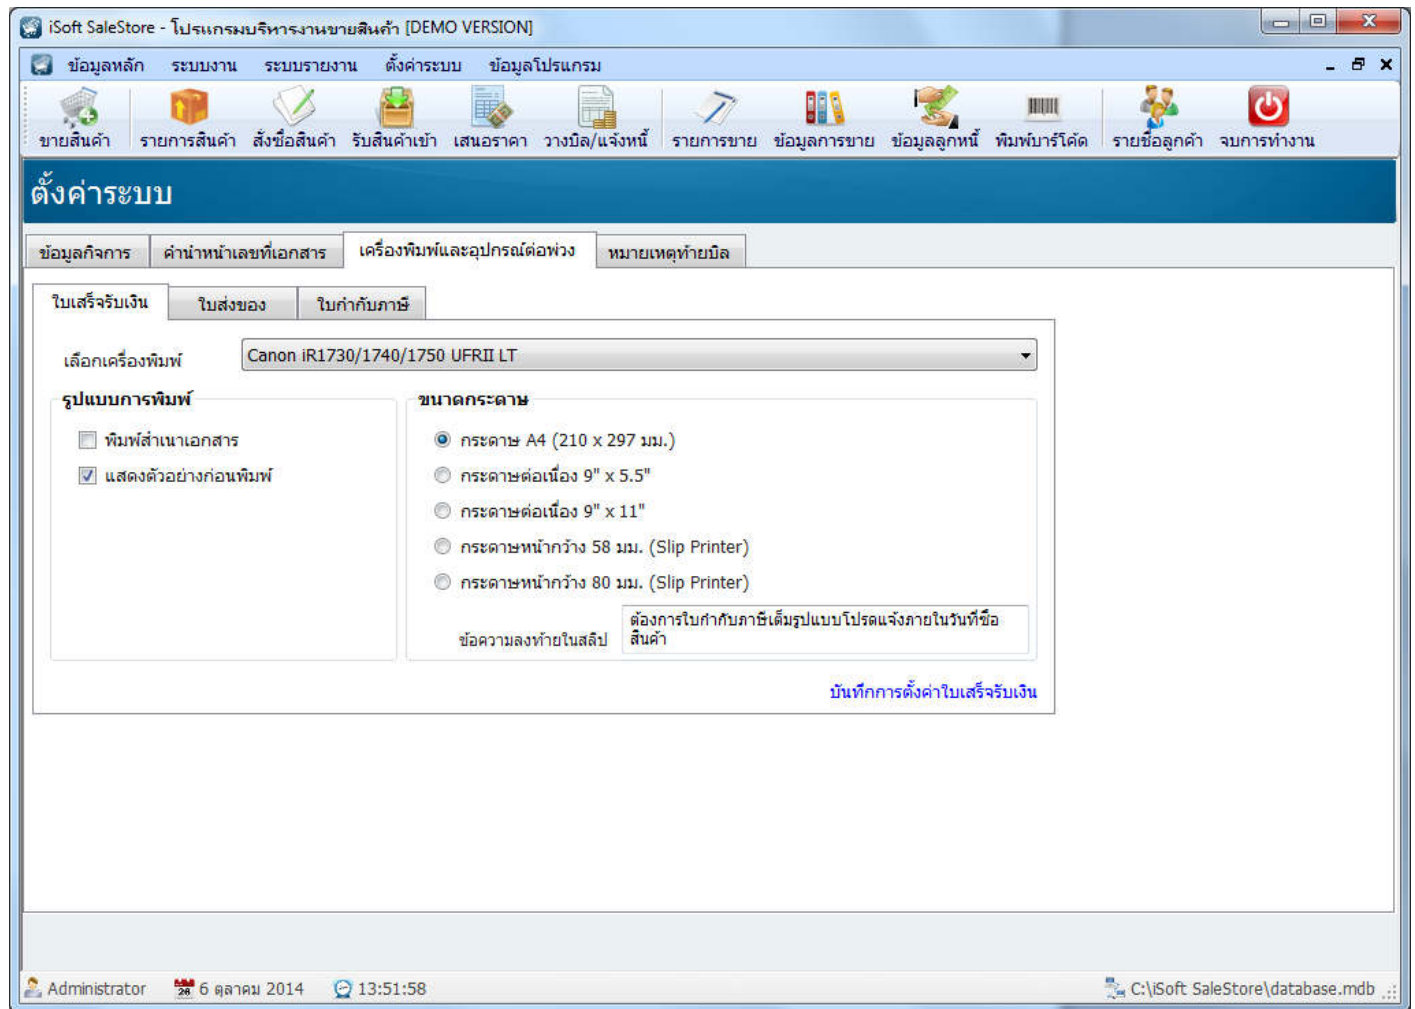 iSoft SaleStore - โปรแกรมบริหารงานขายสินค้า [DEMO VERSION]
ข้อมูลหลัก ระบบงาน ระบบรายงาน ตั้งค่าระบบ ข้อมูลโปรแกรม
ขายสินค้า รายการสินค้า สั่งซื้อสินค้า รับสินค้าเข้า เสนอราคา วางบิล/แจ้งหนี้ รายการขาย ข้อมูลการขาย ข้อมูลลูกหนี้ พิมพ์บาร์โค้ด รายชื่อลูกค้า จบการทำงาน
ตั้งค่าระบบ
ข้อมูลกิจการ คำนำหน้าเลขที่เอกสาร เครื่องพิมพ์และอุปกรณ์ต่อพ่วง หมายเหตุท้ายบิล
ใบเสร็จรับเงิน ใบส่งของ ใบกำกับภาษี
เลือกเครื่องพิมพ์ Canon iR1730/1740/1750 UFRII LT
รูปแบบการพิมพ์ ขนาดกระดาษ
พิมพ์สำเนาเอกสาร กระดาษ A4 (210 x 297 มม.)
แสดงตัวอย่างก่อนพิมพ์ กระดาษต่อเนื่อง 9" x 5.5"
กระดาษต่อเนื่อง 9" x 11"
กระดาษหน้ากว้าง 58 มม. (Slip Printer)
กระดาษหน้ากว้าง 80 มม. (Slip Printer)
ข้อความลงท้ายในสลิป ต้องการใบกำกับภาษีเต็มรูปแบบโปรดแจ้งภายในวันที่ซื้อ
สินค้า
บันทึกการตั้งค่าใบเสร็จรับเงิน
Administrator 26 6 ตุลาคม 2014 13:51:58 C:\iSoft SaleStore\database.mdb